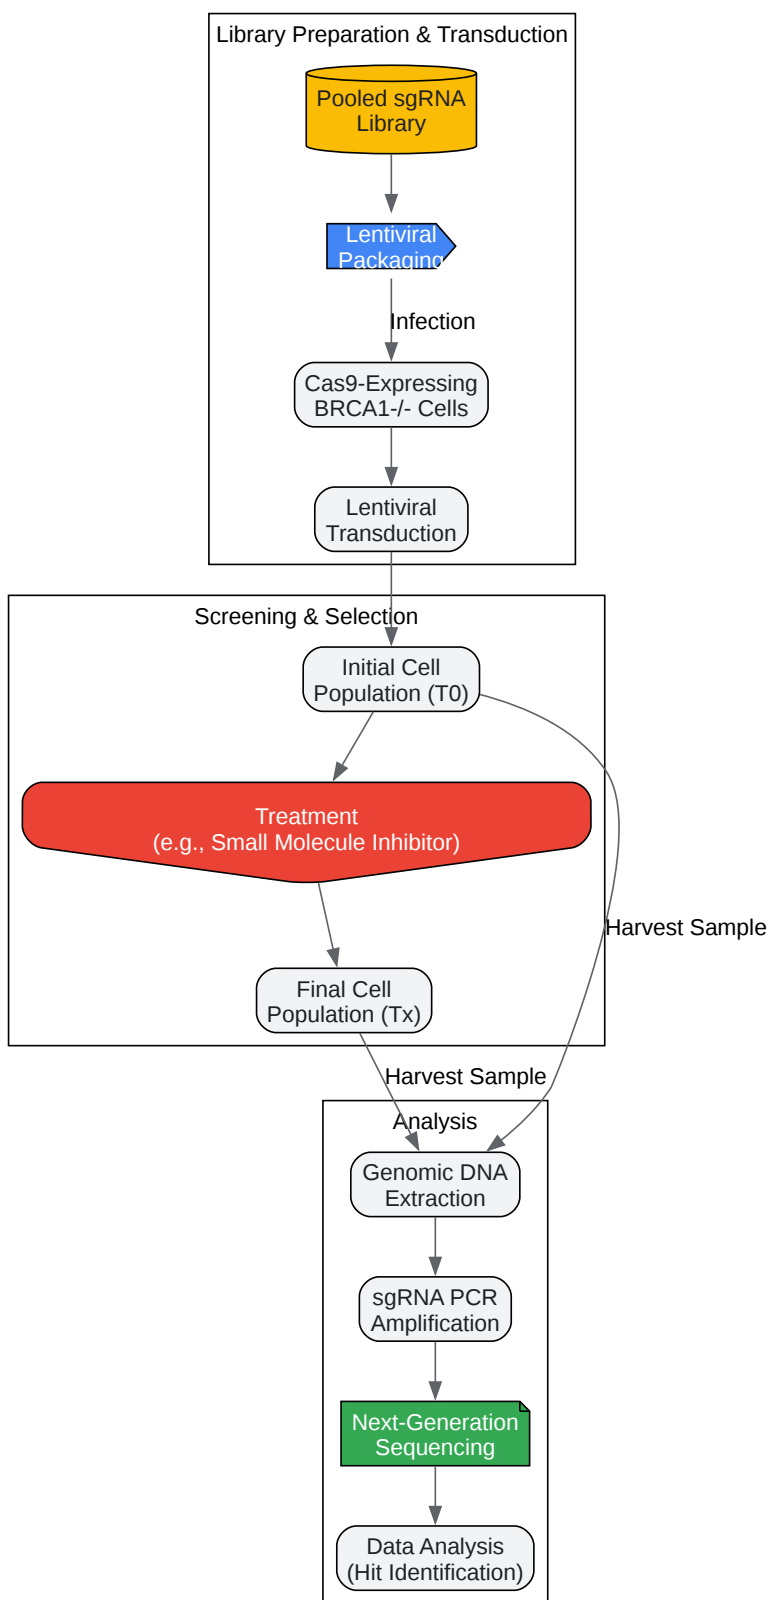 Library Preparation & Transduction
Pooled sgRNA
Library
Lentiviral
Packaging
Infection
Cas9-Expressing
BRCA1-/- Cells
Lentiviral
Transduction
Screening & Selection
Initial Cell
Population (T0)
Treatment
(e.g., Small Molecule Inhibitor)
Harvest Sample
Final Cell
Population (Tx)
Harvest Sample
Analysis
Genomic DNA
Extraction
sgRNA PCR
Amplification
Next-Generation
Sequencing
Data Analysis
(Hit Identification)